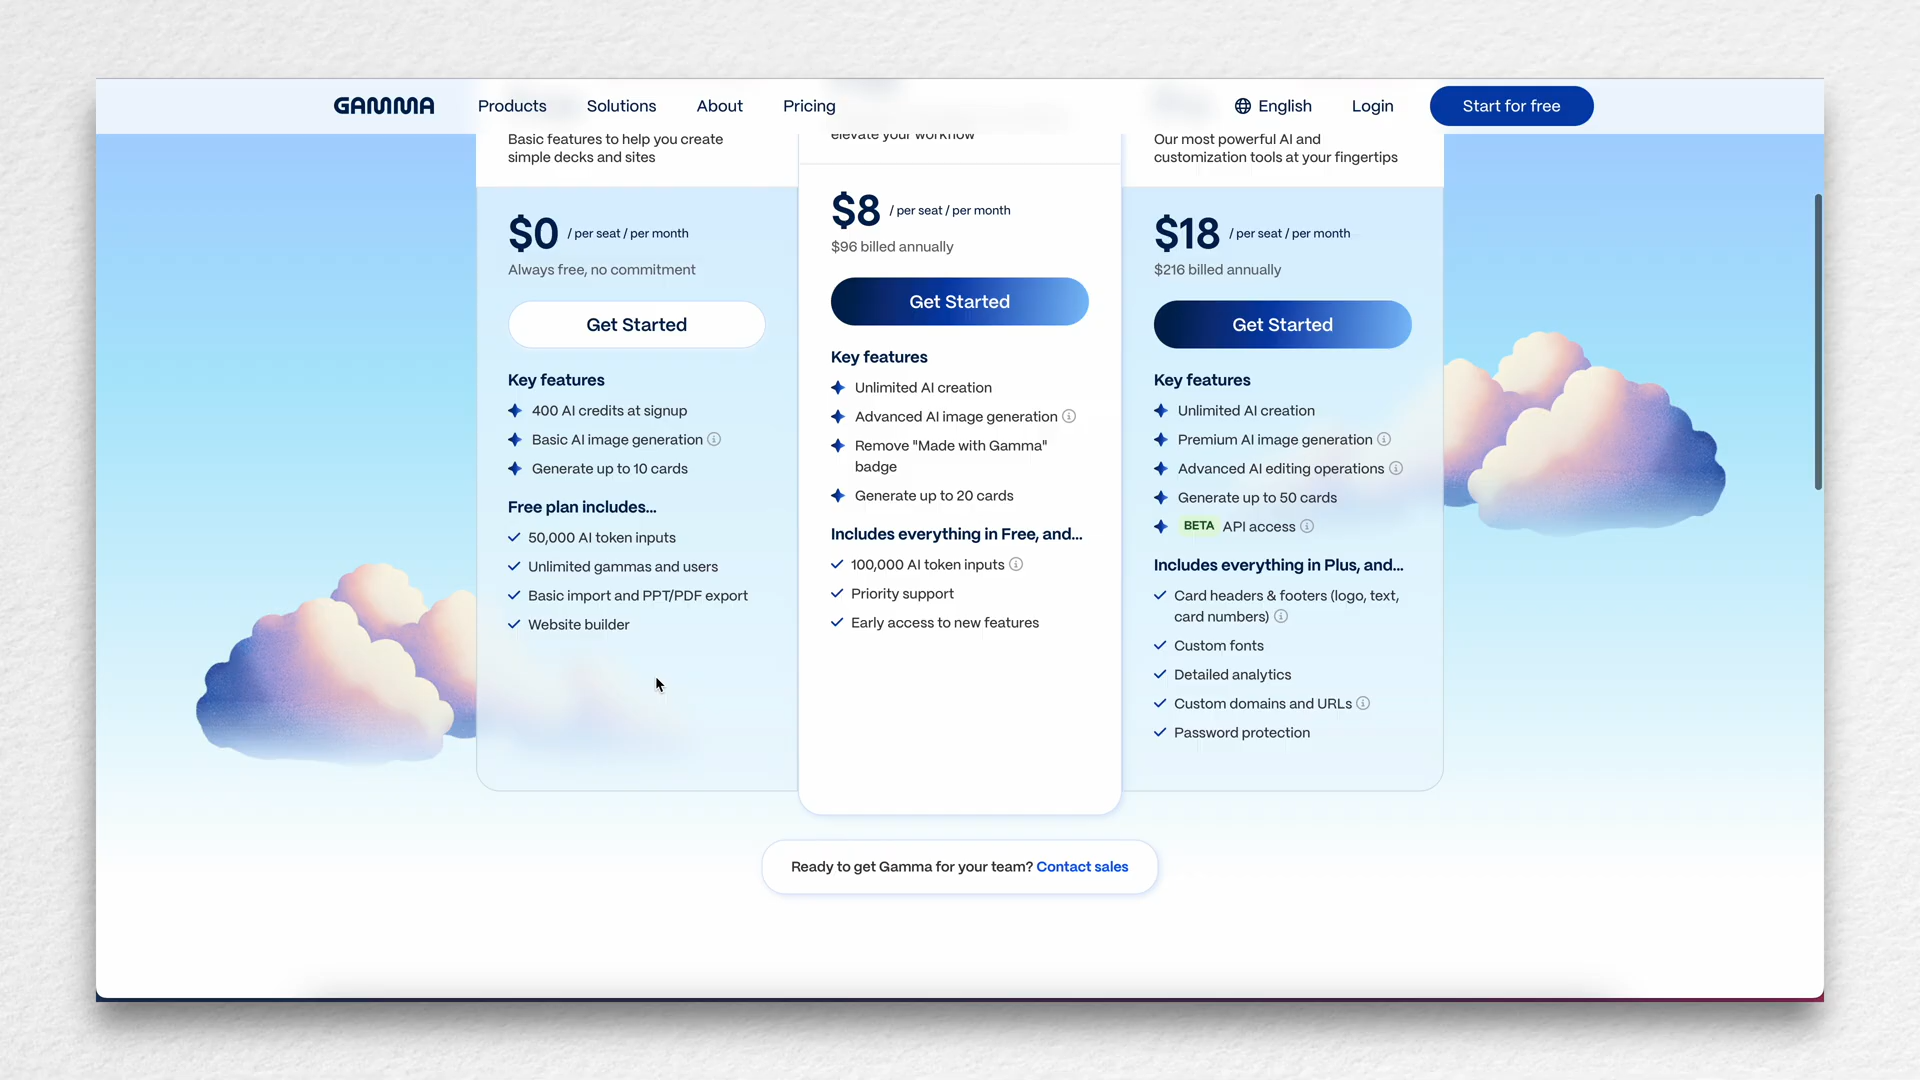 GAMMA
Products
Solutions
About
Pricing
English
Login
Start for free
Basic features to help you create
simple decks and sites
$0 / per seat / per month
Always free, no commitment
Get Started
Key features
400 AI credits at signup
Basic AI image generation
Generate up to 10 cards
Free plan includes...
50,000 AI token inputs
Unlimited gammas and users
Basic import and PPT/PDF export
Website builder
elevate your workflow
$8 / per seat / per month
$96 billed annually
Get Started
Key features
Unlimited AI creation
Advanced AI image generation
Remove "Made with Gamma"
badge
Generate up to 20 cards
Includes everything in Free, and...
100,000 AI token inputs
Priority support
Early access to new features
Our most powerful AI and
customization tools at your fingertips
$18 / per seat / per month
$216 billed annually
Get Started
Key features
Unlimited AI creation
Premium AI image generation
Advanced AI editing operations
Generate up to 50 cards
BETA API access
Includes everything in Plus, and...
Card headers & footers (logo, text,
card numbers)
Custom fonts
Detailed analytics
Custom domains and URLs
Password protection
Ready to get Gamma for your team? Contact sales